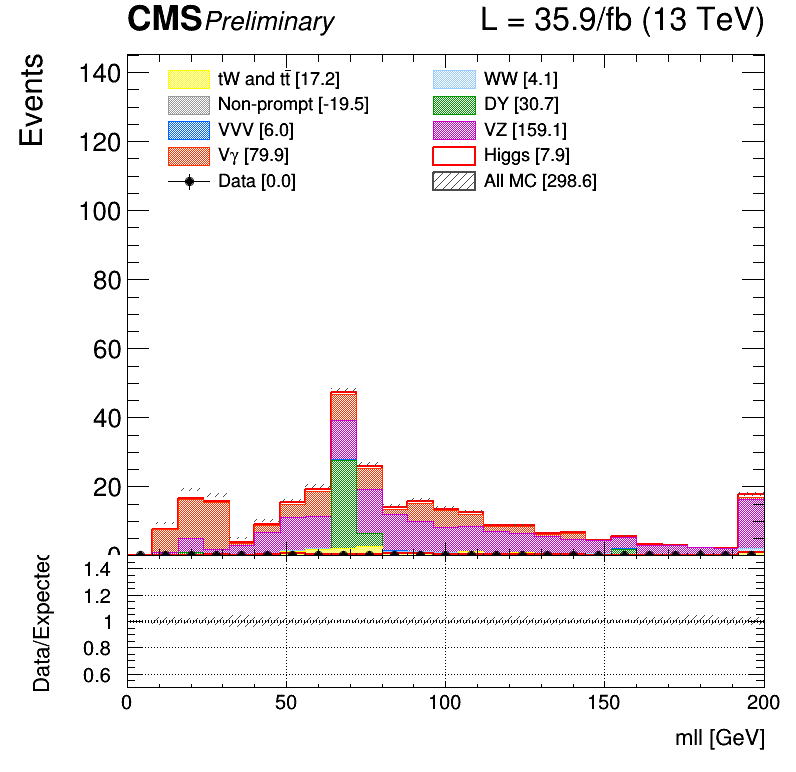 CMS Preliminary L = 35.9/fb (13 TeV)
Events
140
120
100
80
60
40
20
0
tW and tt̄ [17.2]
Non-prompt [-19.5]
VVV [6.0]
Vγ [79.9]
Data [0.0]
WW [4.1]
DY [30.7]
VZ [159.1]
Higgs [7.9]
All MC [298.6]
Data/Expected
1.4
1.2
1
0.8
0.6
0 50 100 150 200
mll [GeV]